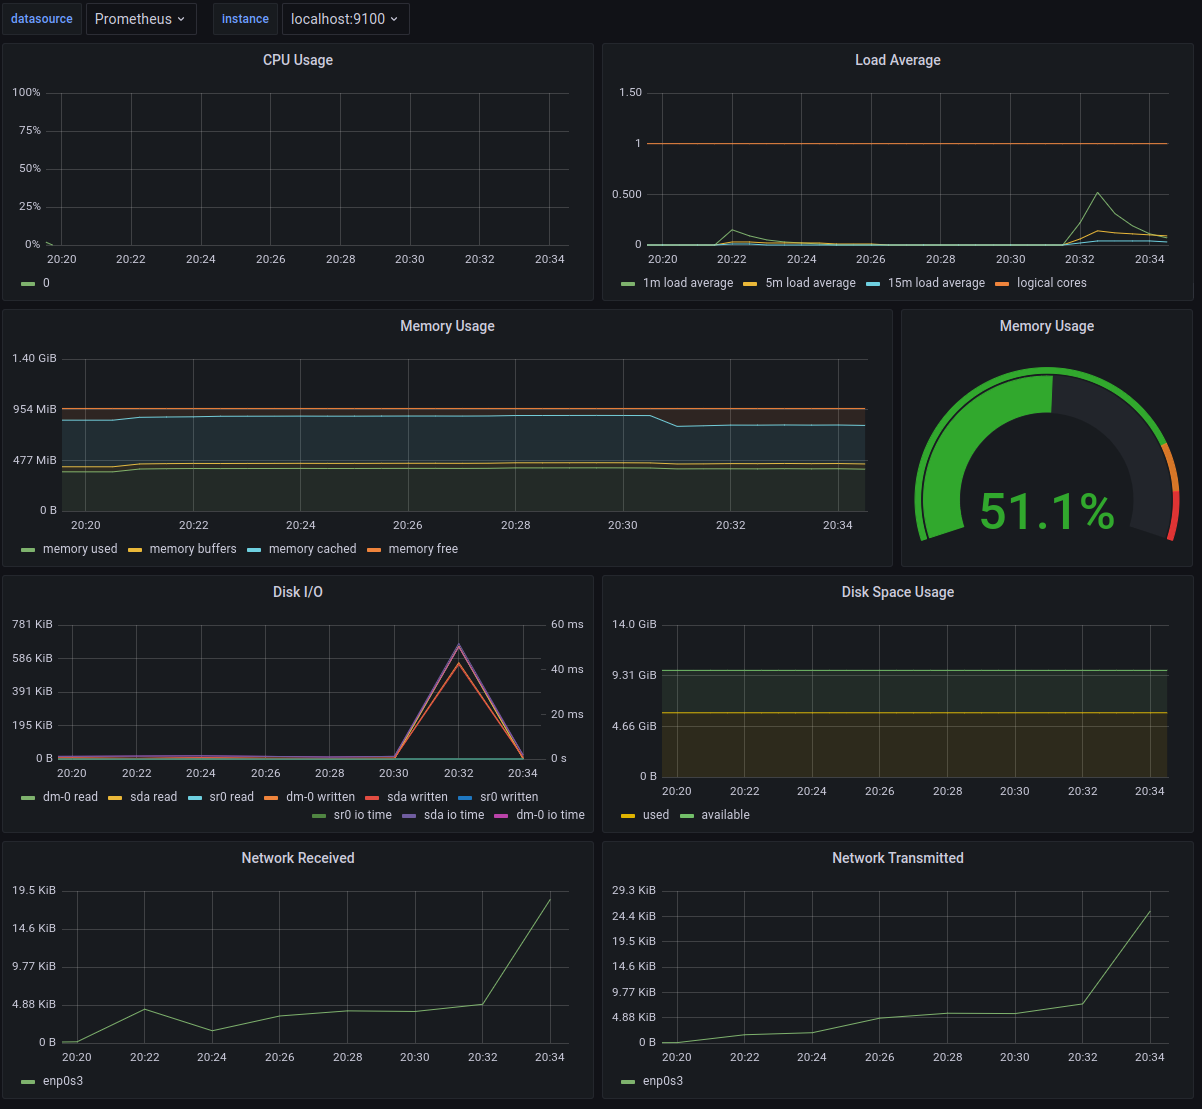 datasource Prometheus instance localhost:9100
CPU Usage
100%
75%
50%
25%
0%
20:20 20:22 20:24 20:26 20:28 20:30 20:32 20:34
0
Load Average
1.50
1
0.500
0
20:20 20:22 20:24 20:26 20:28 20:30 20:32 20:34
1m load average 5m load average 15m load average logical cores
Memory Usage
1.40 GiB
954 MiB
477 MiB
0 B
20:20 20:22 20:24 20:26 20:28 20:30 20:32 20:34
memory used memory buffers memory cached memory free
Memory Usage
51.1%
Disk I/O
781 KiB 60 ms
586 KiB
40 ms
391 KiB
20 ms
195 KiB
0 B 0 s
20:20 20:22 20:24 20:26 20:28 20:30 20:32 20:34
dm-0 read sda read sr0 read dm-0 written sda written sr0 written
sr0 io time sda io time dm-0 io time
Disk Space Usage
14.0 GiB
9.31 GiB
4.66 GiB
0 B
20:20 20:22 20:24 20:26 20:28 20:30 20:32 20:34
used available
Network Received
19.5 KiB
14.6 KiB
9.77 KiB
4.88 KiB
0 B
20:20 20:22 20:24 20:26 20:28 20:30 20:32 20:34
enp0s3
Network Transmitted
29.3 KiB
24.4 KiB
19.5 KiB
14.6 KiB
9.77 KiB
4.88 KiB
0 B
20:20 20:22 20:24 20:26 20:28 20:30 20:32 20:34
enp0s3